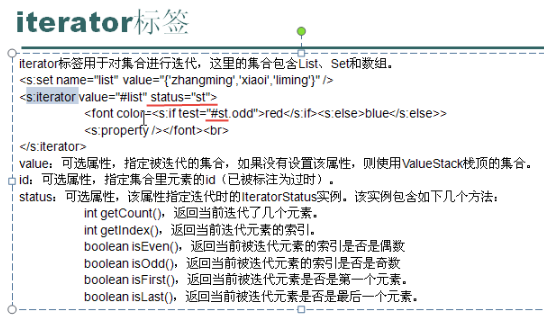 iterator标签
iterator标签用于对集合进行迭代，这里的集合包含List、Set和数组。
<s:set name="list" value="{'zhangming','xiaoi','liming'}" />
<s:iterator value="#list" status="st">
<font color=<s:if test="#st.odd">red</s:if><s:else>blue</s:else>>
<s:property /></font><br>
</s:iterator>
value：可选属性，指定被迭代的集合，如果没有设置该属性，则使用ValueStack栈顶的集合。
id：可选属性，指定集合里元素的id（已被标注为过时）。
status：可选属性，该属性指定迭代时的IteratorStatus实例。该实例包含如下几个方法：
int getCount()，返回当前迭代了几个元素。
int getIndex()，返回当前迭代元素的索引。
boolean isEven()，返回当前被迭代元素的索引是否是偶数
boolean isOdd()，返回当前被迭代元素的索引是否是奇数
boolean isFirst()，返回当前被迭代元素是否是第一个元素。
boolean isLast()，返回当前被迭代元素是否是最后一个元素。